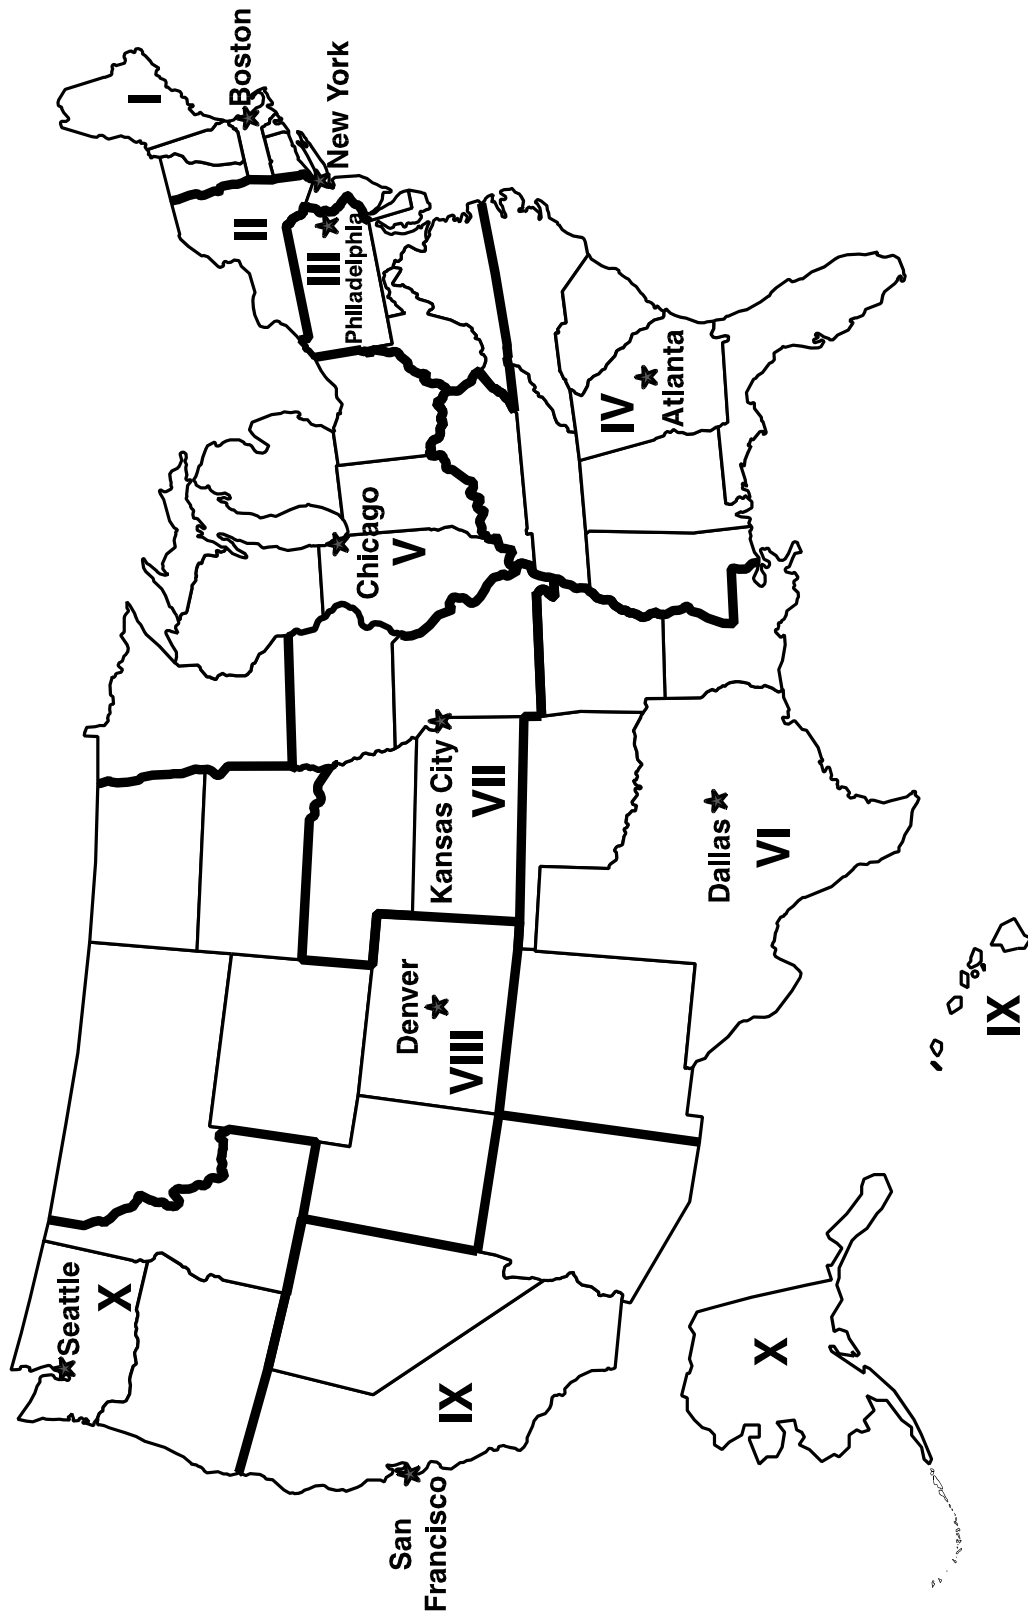 I
Boston
New York
II
III
Philadelphia
IV
Atlanta
Chicago
V
Kansas City
VII
Dallas
VI
Denver
VIII
IX
Seattle
X
IX
San
Francisco
X